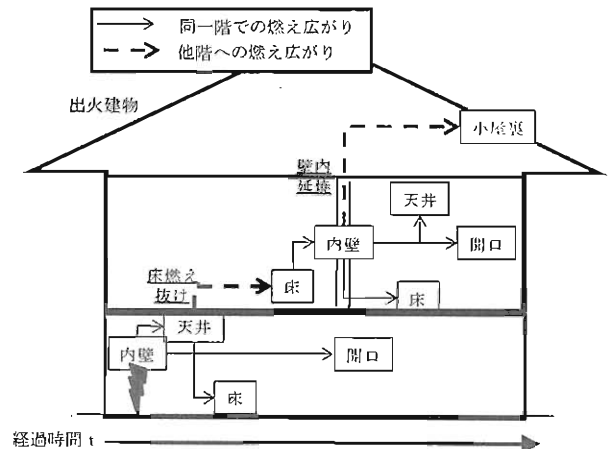 同一階での燃え広がり
他階への燃え広がり
出火建物
小屋裏
壁内
延焼
天井
内壁
開口
床燃え
抜け
床
床
天井
内壁
開口
床
経過時間 t